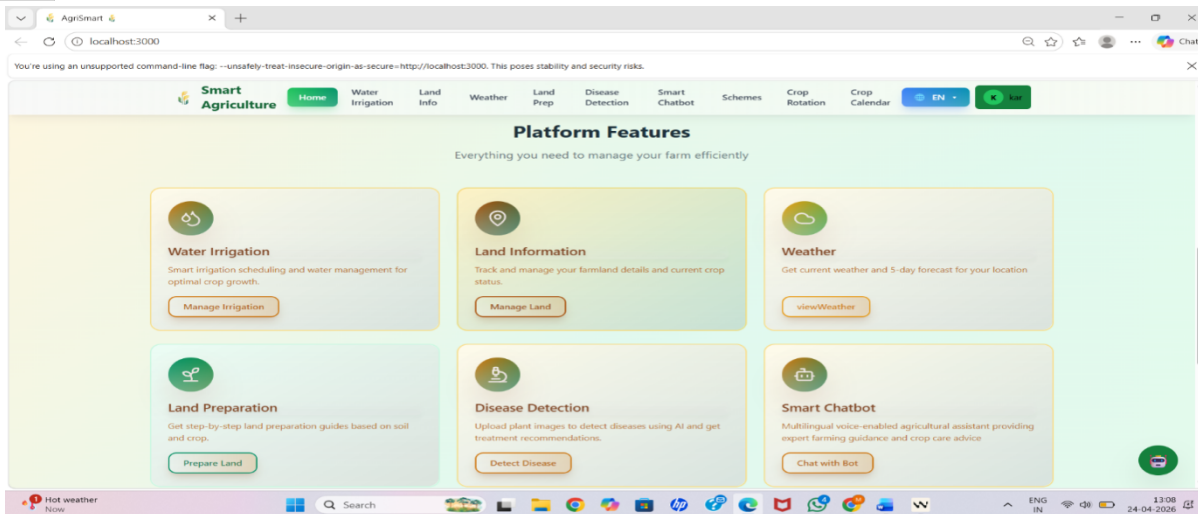 AgriSmart
localhost:3000
Chat
You're using an unsupported command-line flag: --unsafely-treat-insecure-origin-as-secure=http://localhost:3000. This poses stability and security risks.
Smart Agriculture
Home
Water Irrigation
Land Info
Weather
Land Prep
Disease Detection
Smart Chatbot
Schemes
Crop Rotation
Crop Calendar
EN
K kar
Platform Features
Everything you need to manage your farm efficiently
Water Irrigation
Smart irrigation scheduling and water management for
optimal crop growth.
Manage Irrigation
Land Information
Track and manage your farmland details and current crop
status.
Manage Land
Weather
Get current weather and 5-day forecast for your location
viewWeather
Land Preparation
Get step-by-step land preparation guides based on soil
and crop.
Prepare Land
Disease Detection
Upload plant images to detect diseases using AI and get
treatment recommendations.
Detect Disease
Smart Chatbot
Multilingual voice-enabled agricultural assistant providing
expert farming guidance and crop care advice
Chat with Bot
1
Hot weather
Now
Search
4
ENG
IN
13:08
24-04-2026